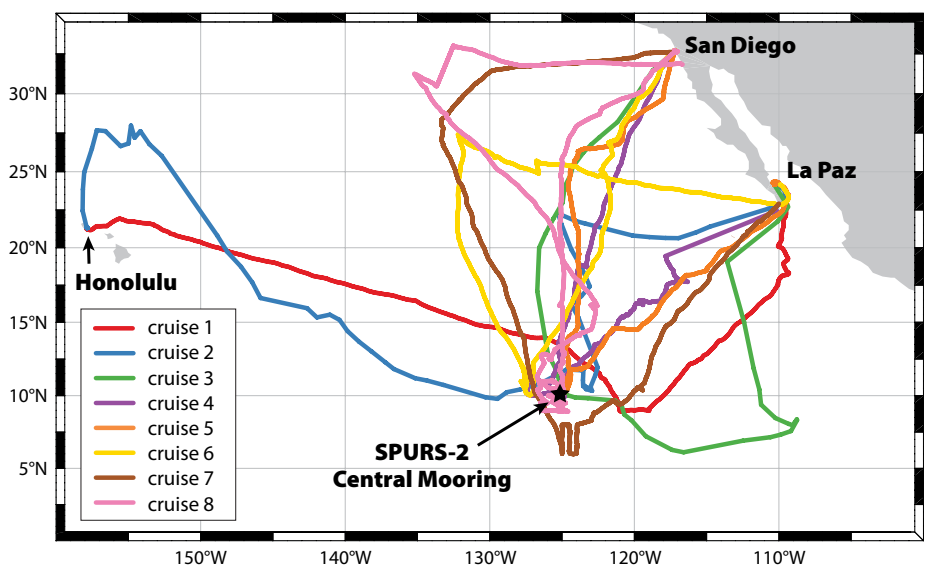 San Diego
30°N
25°N
La Paz
20°N
Honolulu
15°N
cruise 1
cruise 2
cruise 3
cruise 4
cruise 5
cruise 6
cruise 7
cruise 8
10°N
SPURS-2
Central Mooring
5°N
150°W
140°W
130°W
120°W
110°W